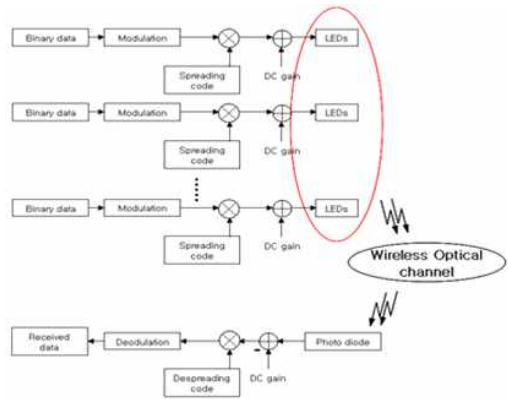 Binary data Modulation LEDs
Spreading
code
DC gain
Binary data Modulation LEDs
Spreading
code
DC gain
Binary data Modulation LEDs
Spreading
code
DC gain
Wireless Optical
channel
Received
data
Deodulation
Photo diode
-
Despreading
code
DC gain